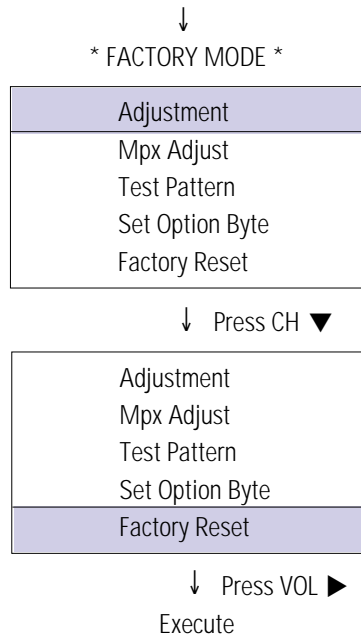 ↓
* FACTORY MODE *
Adjustment
Mpx Adjust
Test Pattern
Set Option Byte
Factory Reset
↓ Press CH ▼
Adjustment
Mpx Adjust
Test Pattern
Set Option Byte
Factory Reset
↓ Press VOL ▶
Execute